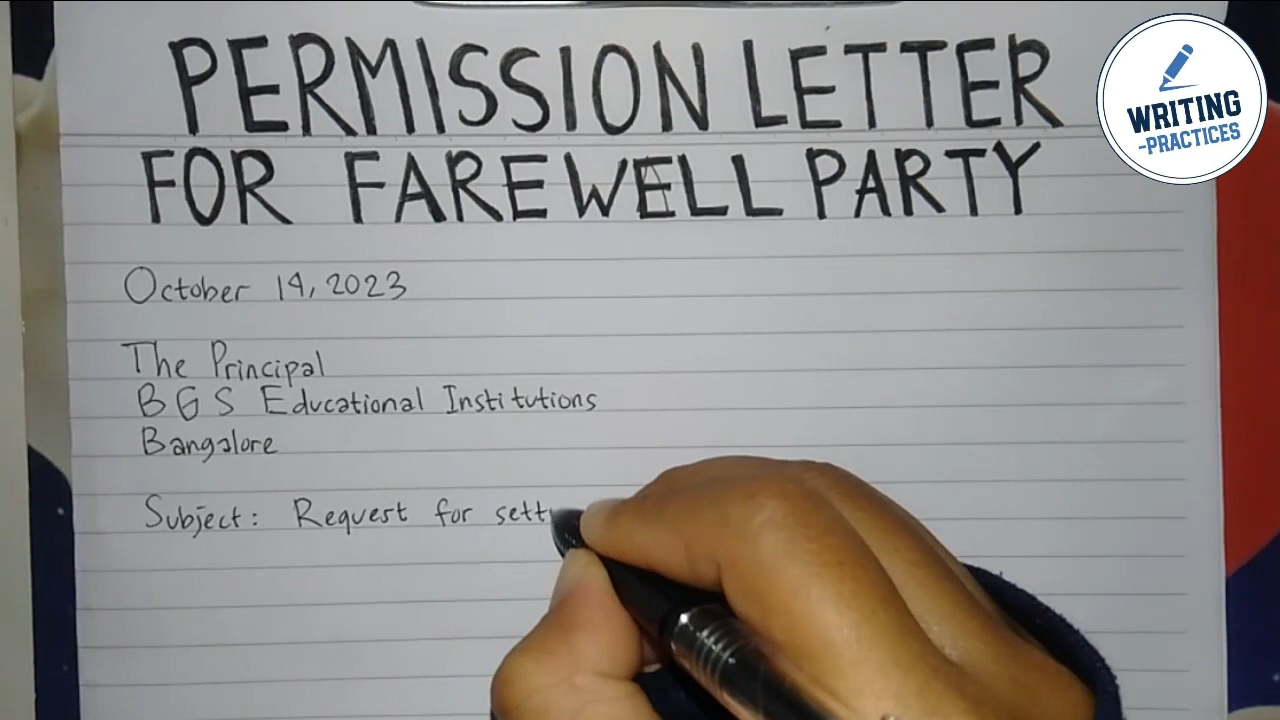 PERMISSION LETTER
FOR FAREWELL PARTY
WRITING
-PRACTICES
October 14, 2023
The Principal
BGS Educational Institutions
Bangalore
Subject: Request for sett